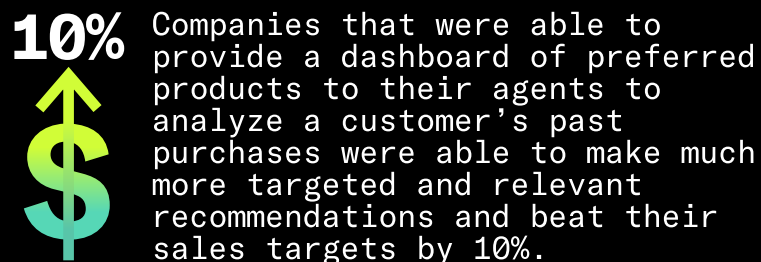 10%
Companies that were able to
provide a dashboard of preferred
products to their agents to
analyze a customer’s past
purchases were able to make much
more targeted and relevant
recommendations and beat their
sales targets by 10%.
$